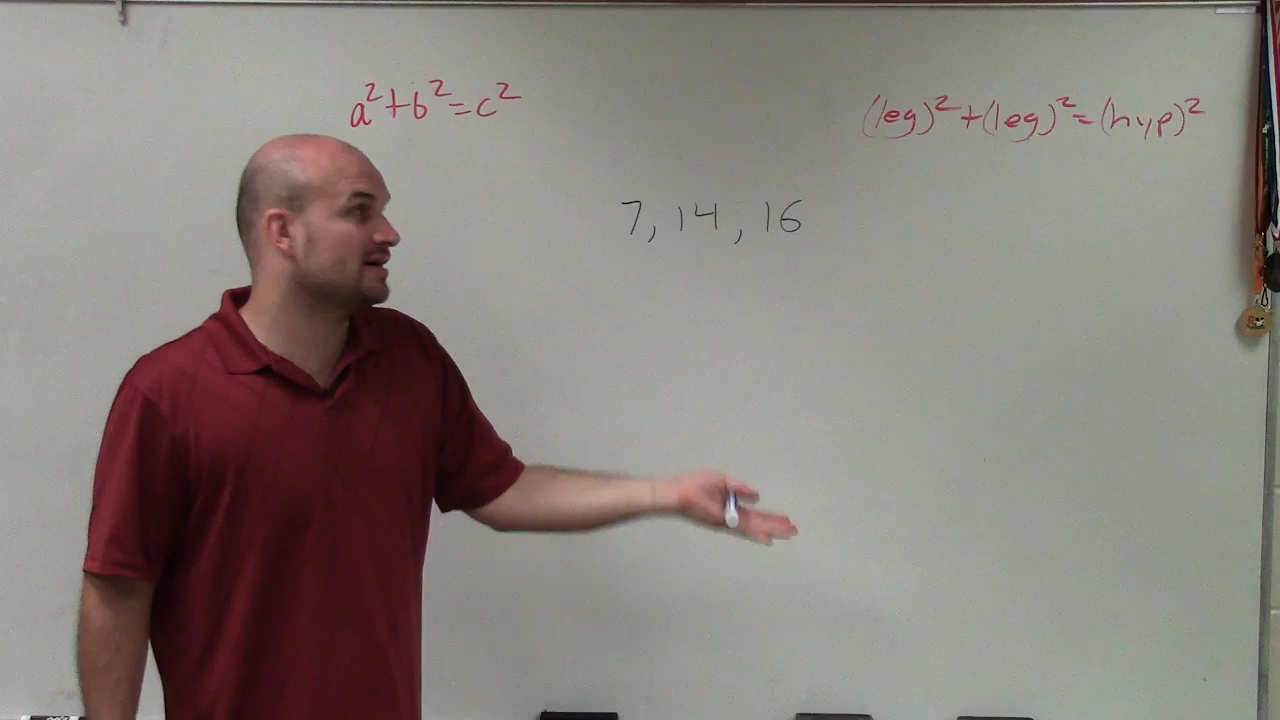 a²+b²=c²
(leg)²+(leg)²=(hyp)²
7, 14, 16